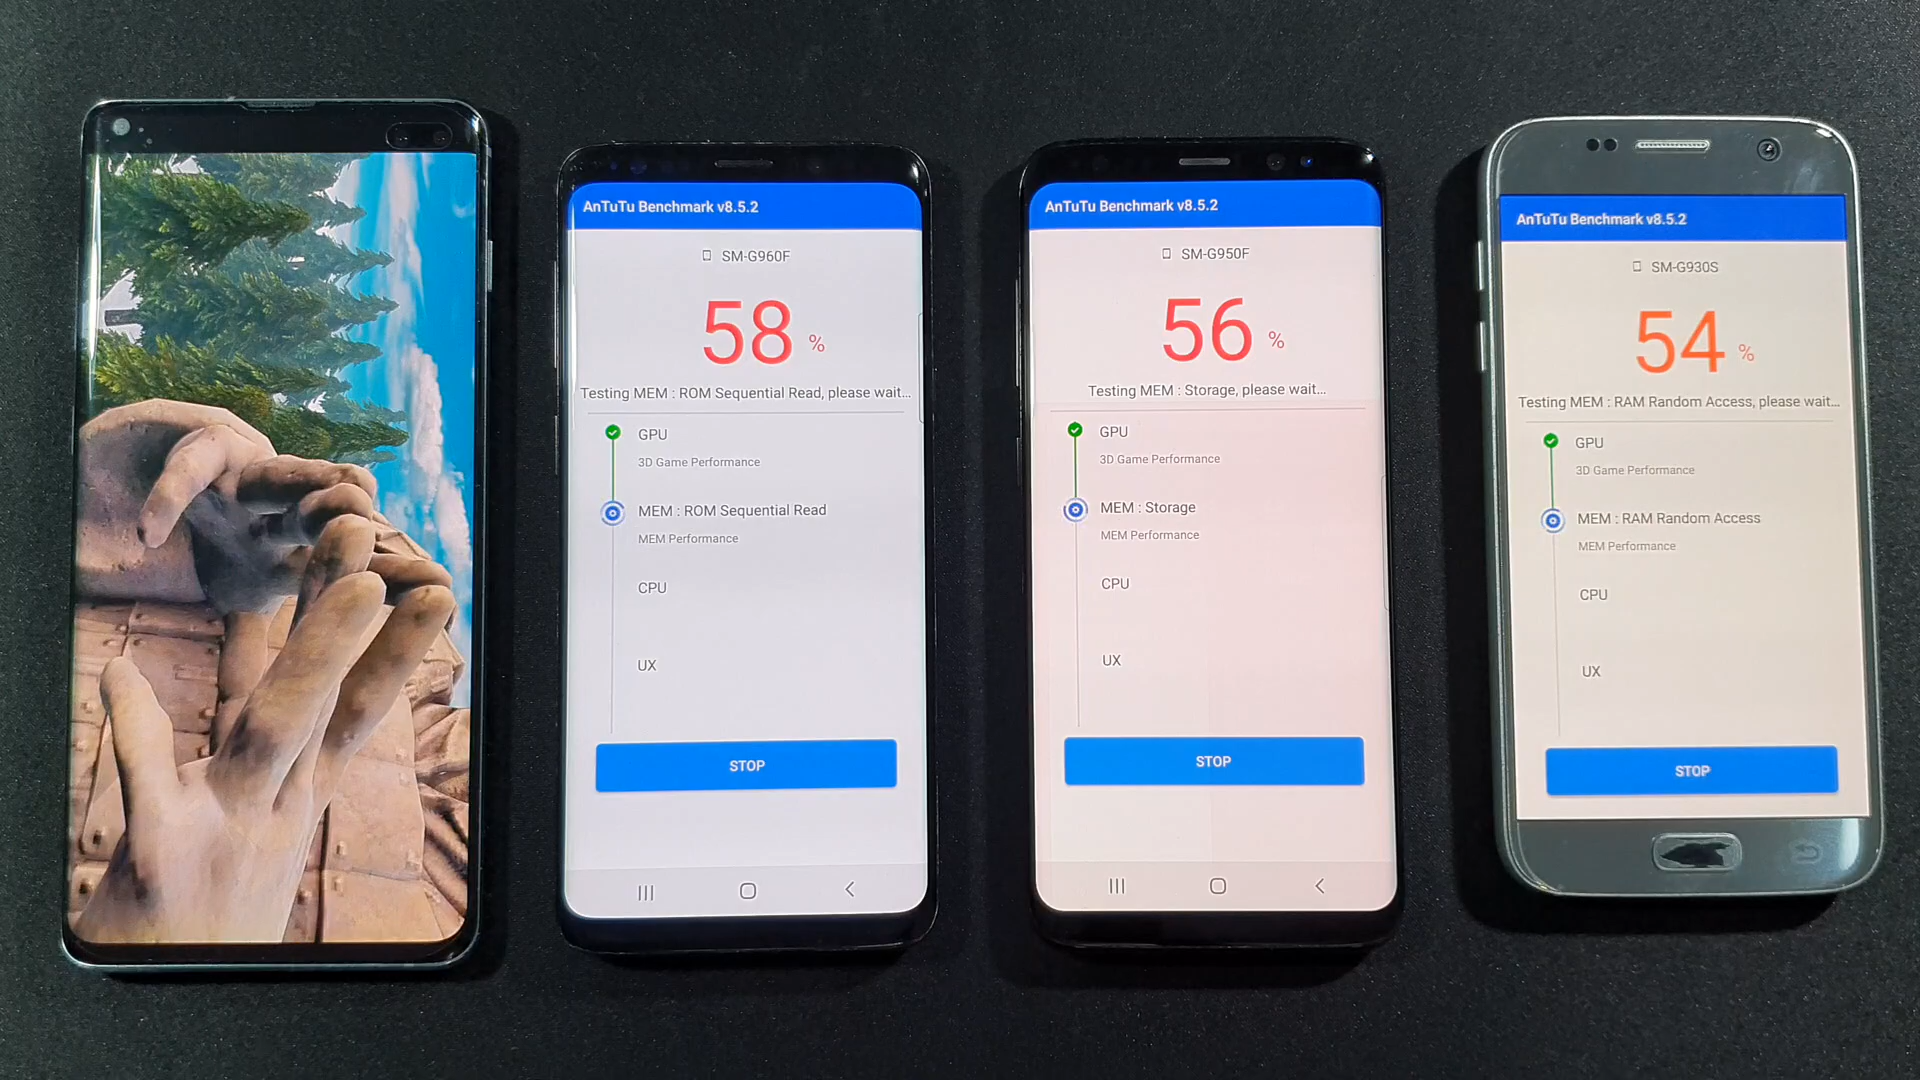 AnTuTu Benchmark v8.5.2
SM-G960F
58 %
Testing MEM : ROM Sequential Read, please wait...
GPU
3D Game Performance
MEM : ROM Sequential Read
MEM Performance
CPU
UX
STOP
AnTuTu Benchmark v8.5.2
SM-G950F
56 %
Testing MEM : Storage, please wait...
GPU
3D Game Performance
MEM : Storage
MEM Performance
CPU
UX
STOP
AnTuTu Benchmark v8.5.2
SM-G930S
54 %
Testing MEM : RAM Random Access, please wait...
GPU
3D Game Performance
MEM : RAM Random Access
MEM Performance
CPU
UX
STOP